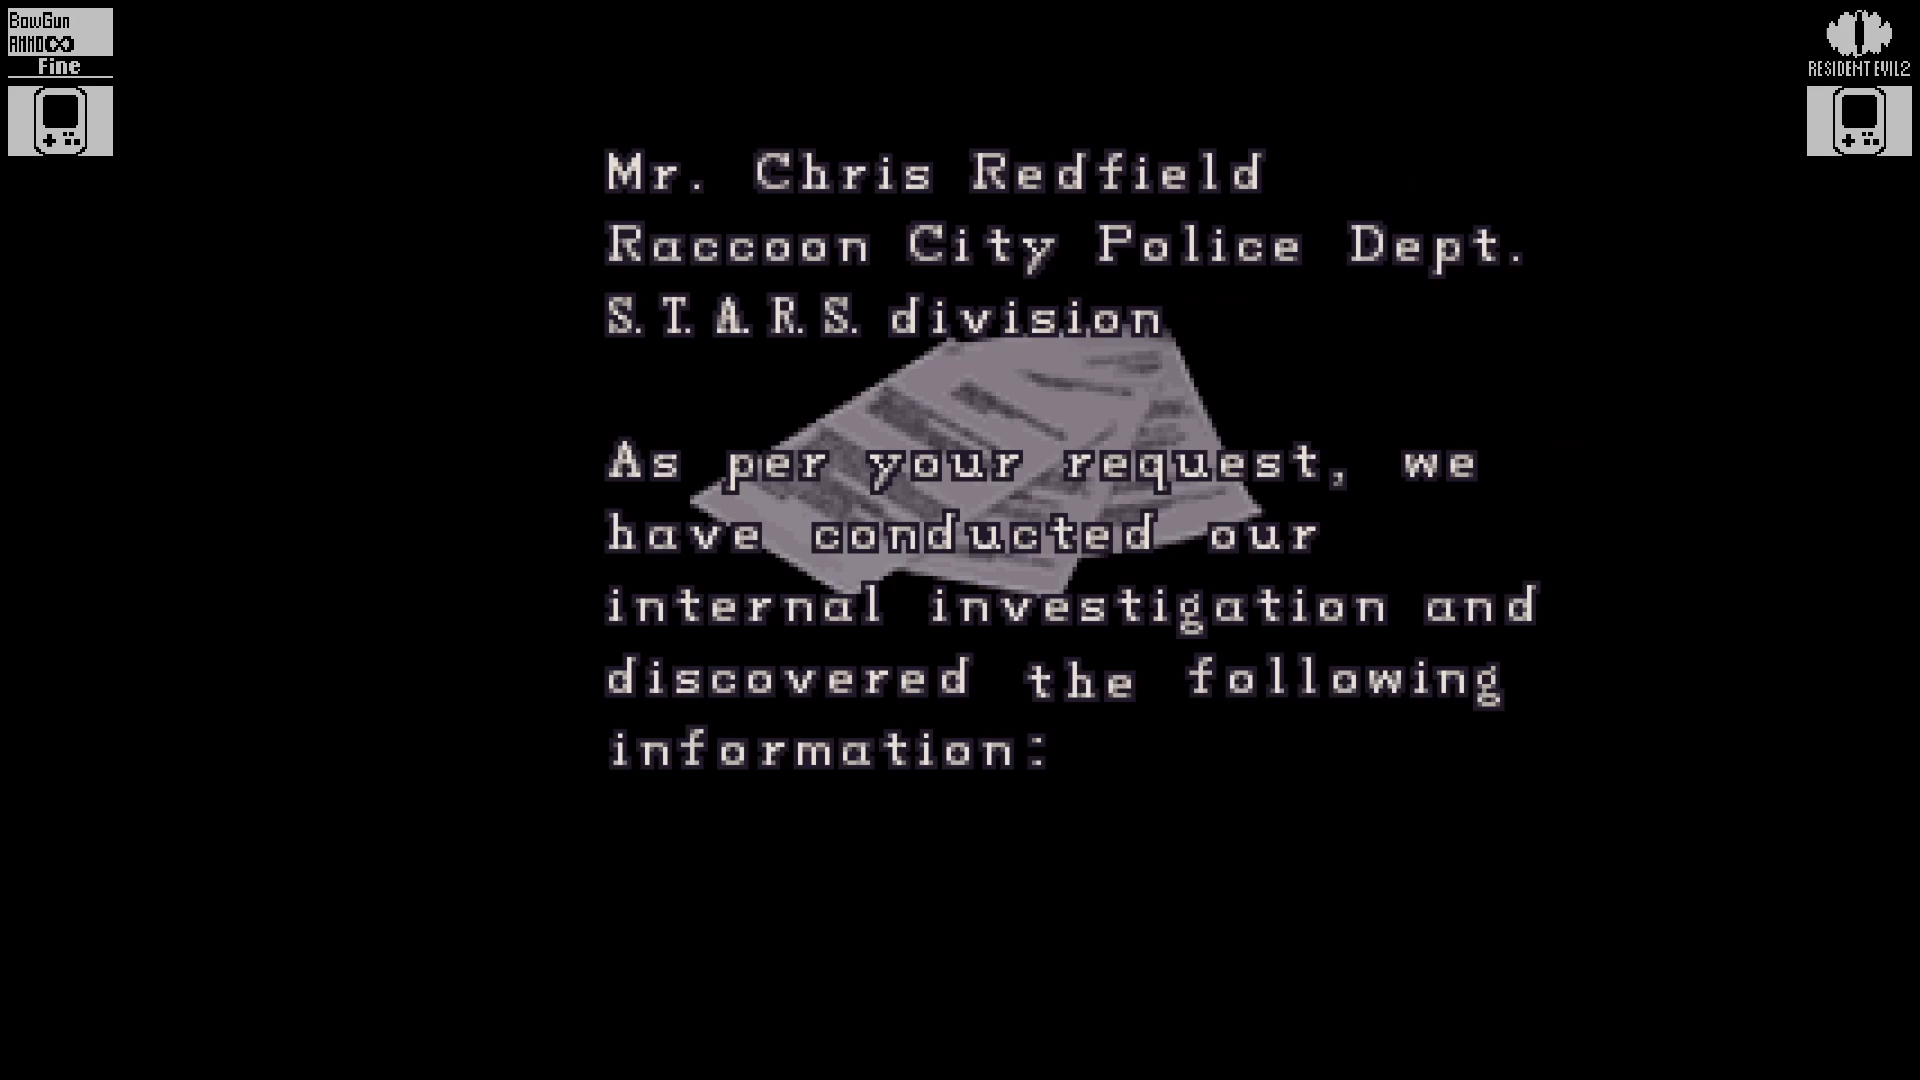 BowGun
AMMO∞
Fine
RESIDENT EVIL2
Mr. Chris Redfield
Raccoon City Police Dept.
S.T.A.R.S. division
As per your request, we
have conducted our
internal investigation and
discovered the following
information: